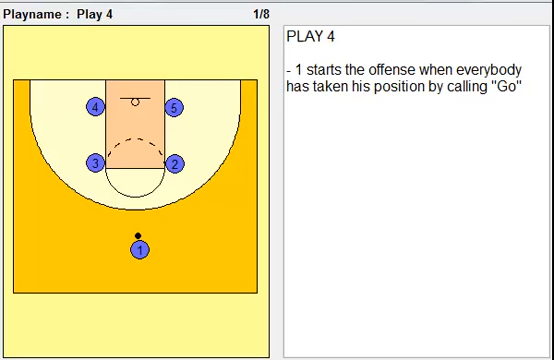 Playname :  Play 4 1/8
PLAY 4
- 1 starts the offense when everybody
has taken his position by calling "Go"
4 5
3 2
1